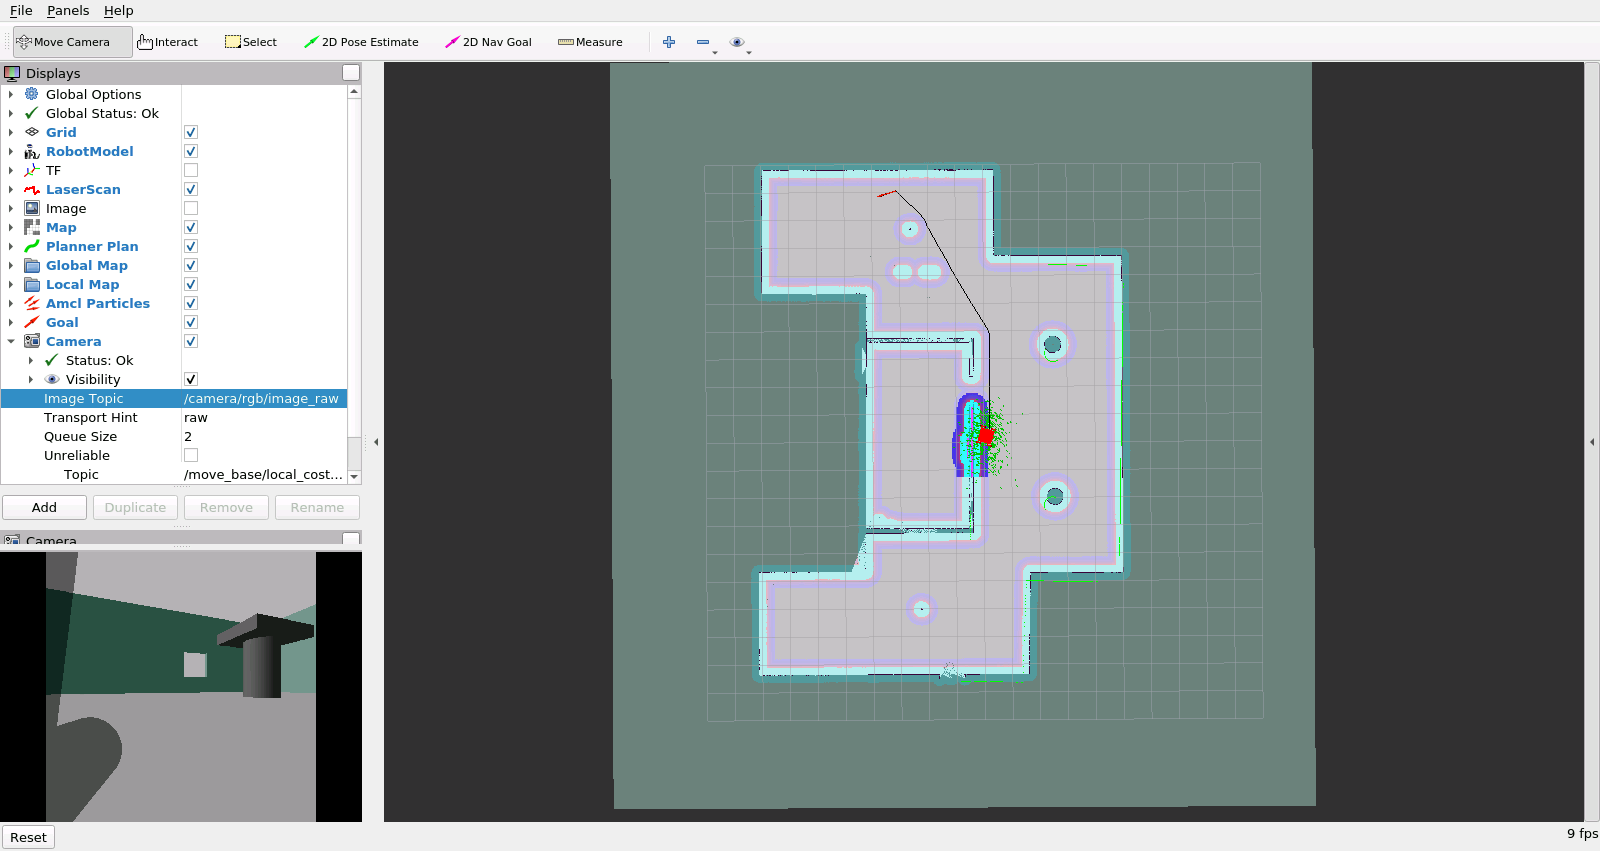 File Panels Help
Move Camera Interact Select 2D Pose Estimate 2D Nav Goal Measure
Displays
Global Options
Global Status: Ok
Grid
RobotModel
TF
LaserScan
Image
Map
Planner Plan
Global Map
Local Map
Amcl Particles
Goal
Camera
Status: Ok
Visibility
Image Topic /camera/rgb/image_raw
Transport Hint raw
Queue Size 2
Unreliable
Topic /move_base/local_cost...
Add Duplicate Remove Rename
Camera
Reset 9 fps